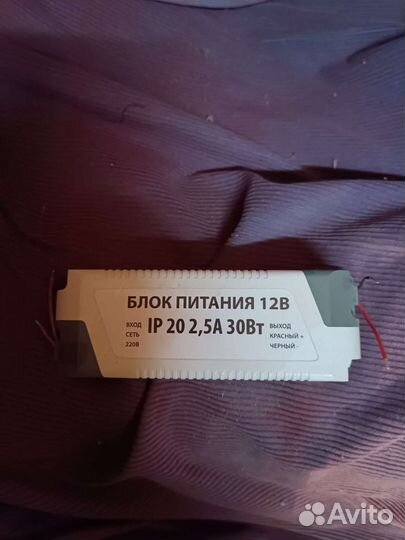 БЛОК ПИТАНИЯ 12В
ВХОД
СЕТЬ
220В
IP 20 2,5А 30Вт
ВЫХОД
КРАСНЫЙ +
ЧЕРНЫЙ -
Avito